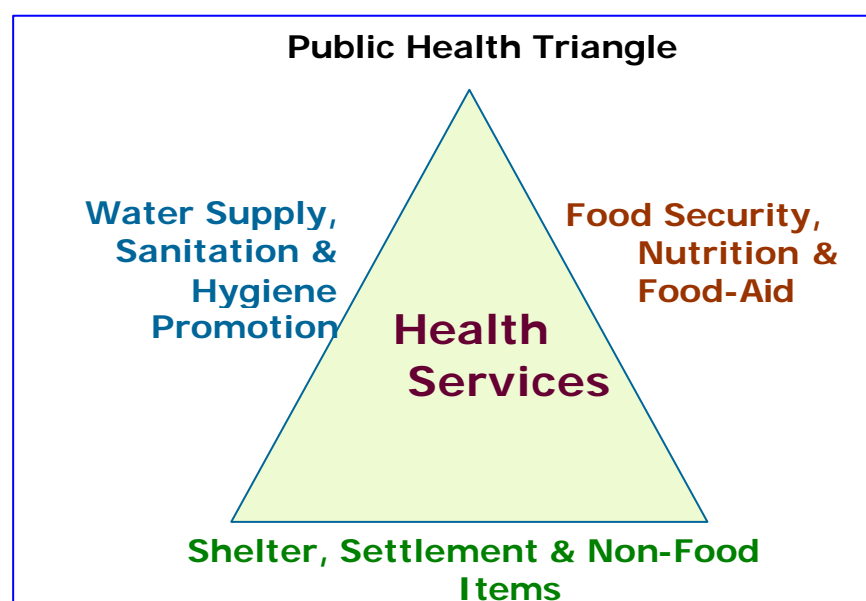 Public Health Triangle
Water Supply,
Sanitation &
Hygiene
Promotion
Food Security,
Nutrition &
Food-Aid
Health
Services
Shelter, Settlement & Non-Food
Items